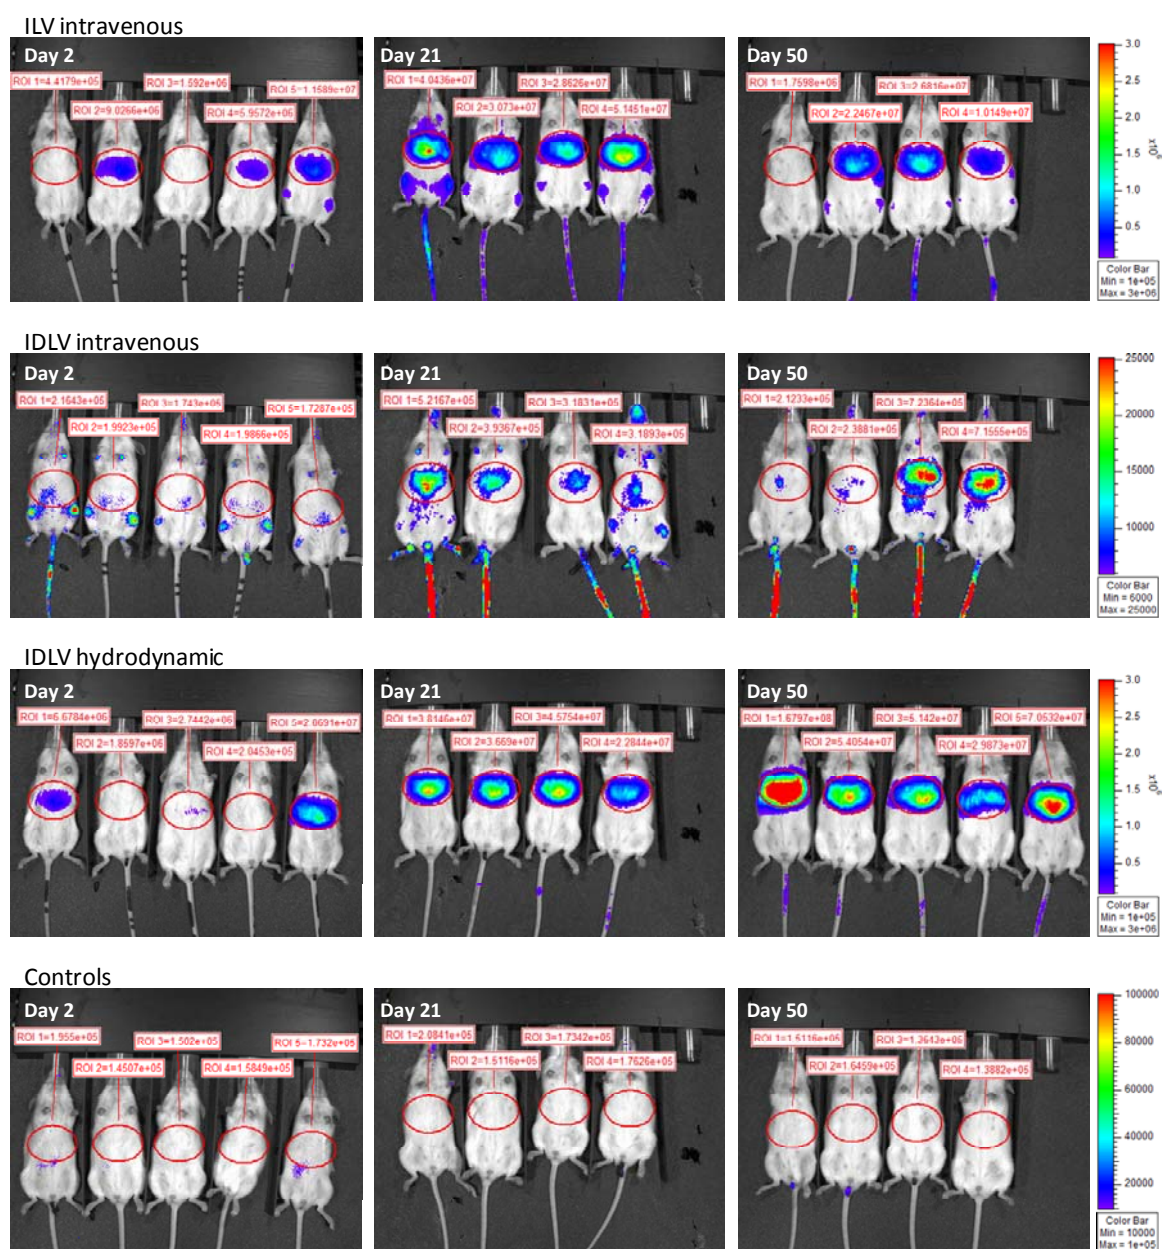 ILV intravenous
Day 2
ROI 1=4.4179e+05
ROI 3=1.592e+06
ROI 5=1.1589e+07
ROI 2=9.0266e+06
ROI 4=5.9572e+06
Day 21
ROI 1=4.0436e+07
ROI 3=2.8626e+07
ROI 2=3.073e+07
ROI 4=5.1451e+07
Day 50
ROI 1=1.7598e+06
ROI 3=2.6816e+07
ROI 2=2.2467e+07
ROI 4=1.0149e+07
3.0
2.5
2.0
1.5
1.0
0.5
x10⁶
Color Bar
Min = 1e+05
Max = 3e+06
IDLV intravenous
Day 2
ROI 1=2.1643e+05
ROI 3=1.743e+05
ROI 5=1.7287e+05
ROI 2=1.9923e+05
ROI 4=1.9866e+05
Day 21
ROI 1=5.2167e+05
ROI 3=3.1831e+05
ROI 2=3.9367e+05
ROI 4=3.1893e+05
Day 50
ROI 1=2.1233e+05
ROI 3=7.2364e+05
ROI 2=2.3881e+05
ROI 4=7.1555e+05
25000
20000
15000
10000
Color Bar
Min = 6000
Max = 25000
IDLV hydrodynamic
Day 2
ROI 1=6.6784e+06
ROI 3=2.7442e+06
ROI 5=2.0691e+07
ROI 2=1.8597e+06
ROI 4=2.0453e+05
Day 21
ROI 1=3.8146e+07
ROI 3=4.5754e+07
ROI 2=3.669e+07
ROI 4=2.2844e+07
Day 50
ROI 1=1.6797e+08
ROI 3=5.142e+07
ROI 5=7.0532e+07
ROI 2=5.4054e+07
ROI 4=2.9873e+07
3.0
2.5
2.0
1.5
1.0
0.5
x10⁶
Color Bar
Min = 1e+05
Max = 3e+06
Controls
Day 2
ROI 1=1.955e+05
ROI 3=1.502e+05
ROI 5=1.732e+05
ROI 2=1.4507e+05
ROI 4=1.5849e+05
Day 21
ROI 1=2.0841e+05
ROI 3=1.7342e+05
ROI 2=1.5116e+05
ROI 4=1.7626e+05
Day 50
ROI 1=1.5116e+05
ROI 3=1.2642e+05
ROI 2=1.6459e+05
ROI 4=1.3882e+05
100000
80000
60000
40000
20000
Color Bar
Min = 10000
Max = 1e+05